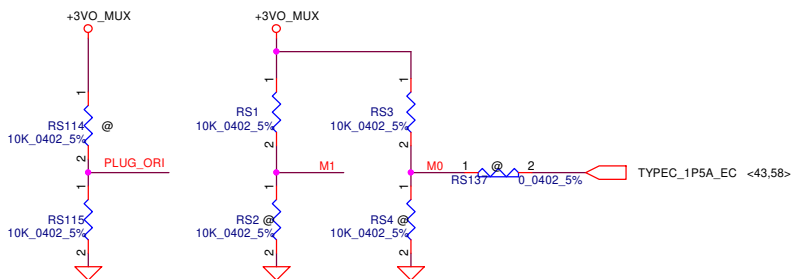 +3VO_MUX
+3VO_MUX
1
1
1
RS114
@
10K_0402_5%
RS1
10K_0402_5%
RS3
10K_0402_5%
2
2
2
PLUG_ORI
M1
M0
1
@
2
RS137
0_0402_5%
TYPEC_1P5A_EC <43,58>
1
1
1
RS115
10K_0402_5%
RS2 @
10K_0402_5%
RS4 @
10K_0402_5%
2
2
2